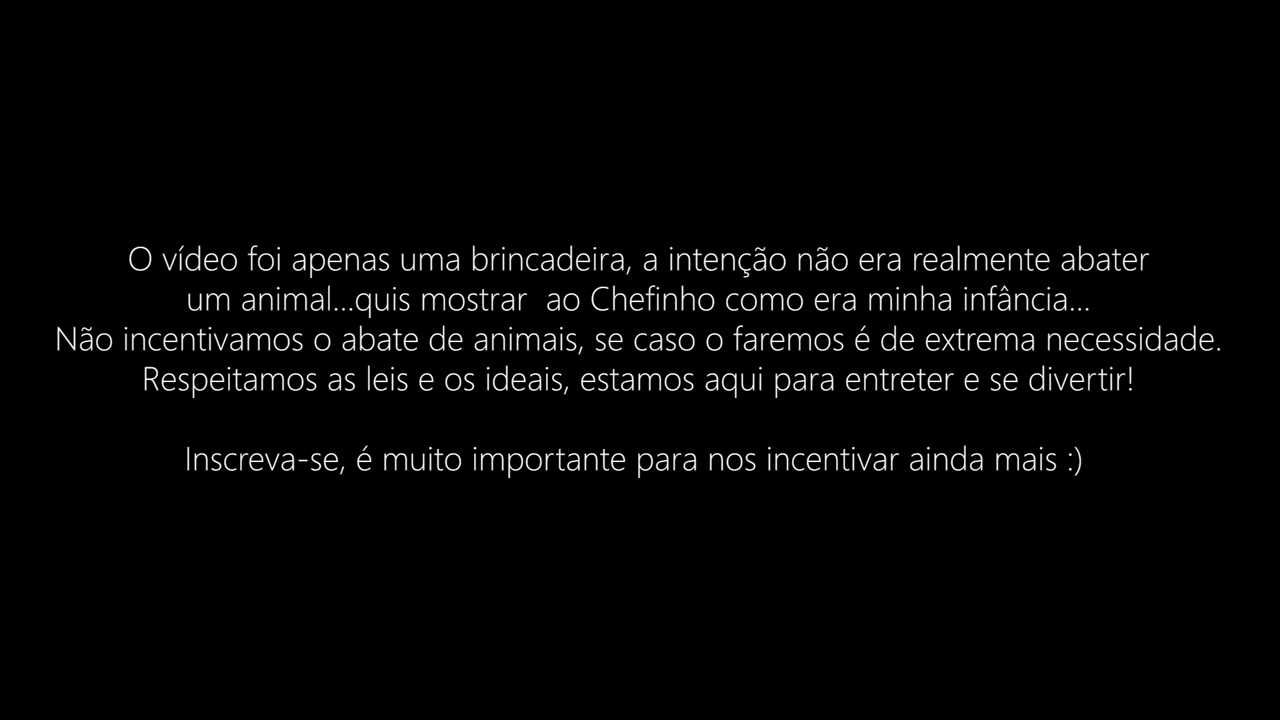 O vídeo foi apenas uma brincadeira, a intenção não era realmente abater
um animal...quis mostrar  ao Chefinho como era minha infância...
Não incentivamos o abate de animais, se caso o faremos é de extrema necessidade.
Respeitamos as leis e os ideais, estamos aqui para entreter e se divertir!
Inscreva-se, é muito importante para nos incentivar ainda mais :)